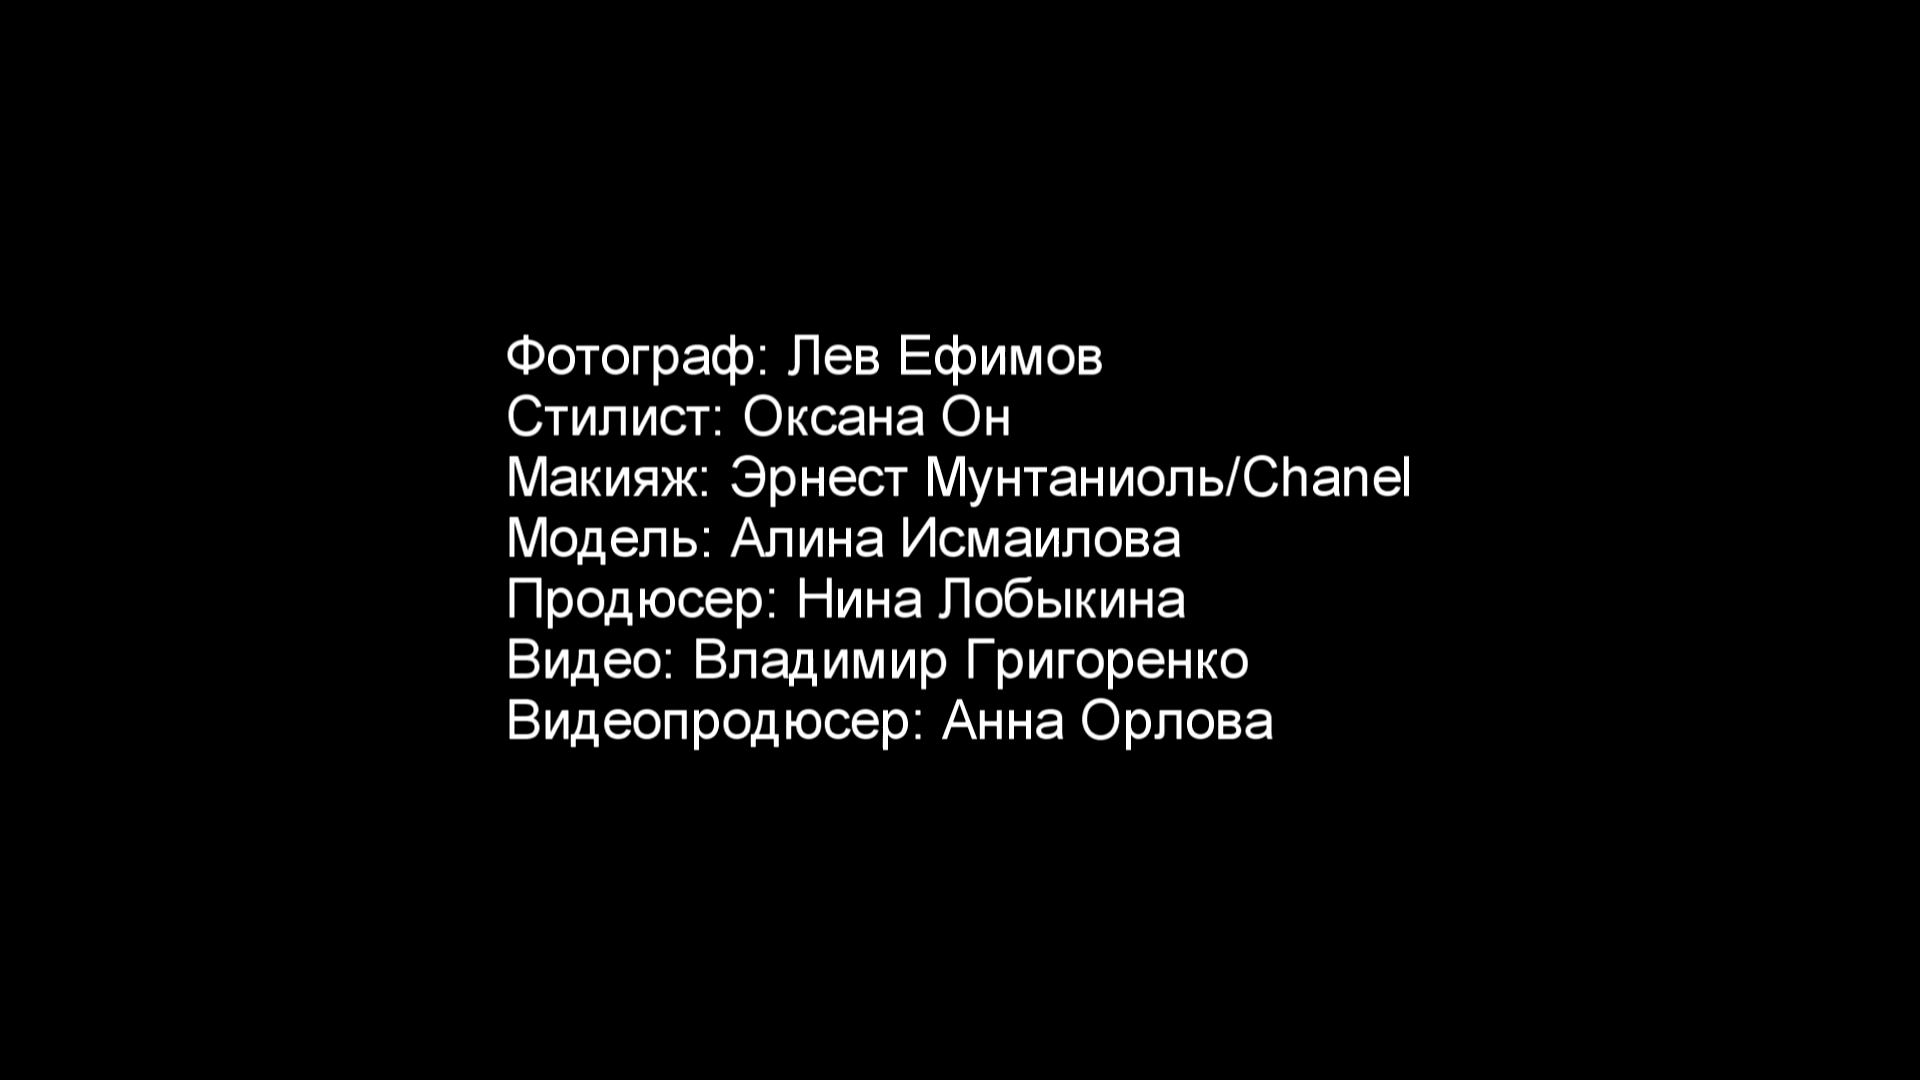 Фотограф: Лев Ефимов
Стилист: Оксана Он
Макияж: Эрнест Мунтаниоль/Chanel
Модель: Алина Исмаилова
Продюсер: Нина Лобыкина
Видео: Владимир Григоренко
Видеопродюсер: Анна Орлова